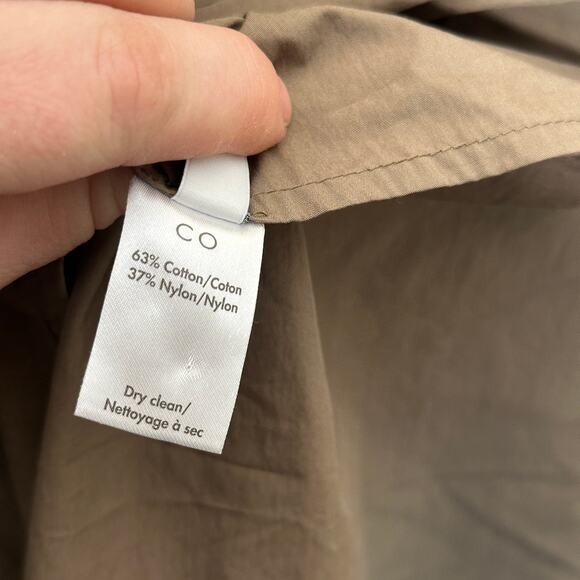 CO
63% Cotton/Coton
37% Nylon/Nylon
Dry clean/
Nettoyage à sec